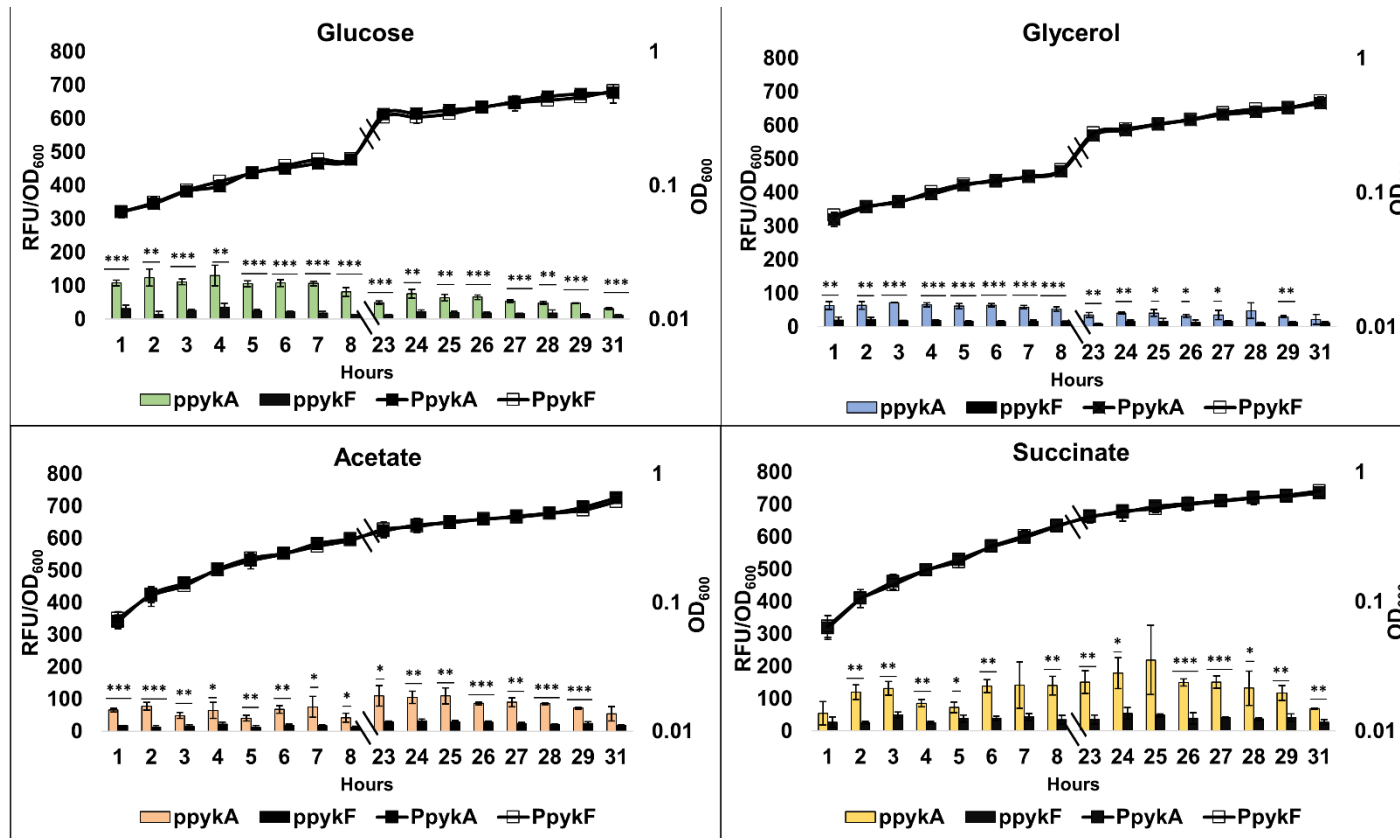 Glucose
800
700
600
500
400
300
200
100
0
RFU/OD₆₀₀
1
0.1
0.01
OD₆₀₀
*** ** *** ** *** *** *** *** *** ** ** *** *** ** *** ***
1 2 3 4 5 6 7 8 23 24 25 26 27 28 29 31
Hours
ppykA ppykF PpykA PpykF
Glycerol
800
700
600
500
400
300
200
100
0
RFU/OD₆₀₀
1
0.1
0.01
OD₆₀₀
** ** *** *** *** *** *** *** ** ** * * * **
1 2 3 4 5 6 7 8 23 24 25 26 27 28 29 31
Hours
ppykA ppykF PpykA PpykF
Acetate
800
700
600
500
400
300
200
100
0
RFU/OD₆₀₀
1
0.1
0.01
OD₆₀₀
*** *** ** * ** ** * * * ** ** *** ** *** ***
1 2 3 4 5 6 7 8 23 24 25 26 27 28 29 31
Hours
ppykA ppykF PpykA PpykF
Succinate
800
700
600
500
400
300
200
100
0
RFU/OD₆₀₀
1
0.1
0.01
OD₆₀₀
** ** ** * ** ** ** * *** *** * ** **
1 2 3 4 5 6 7 8 23 24 25 26 27 28 29 31
Hours
ppykA ppykF PpykA PpykF